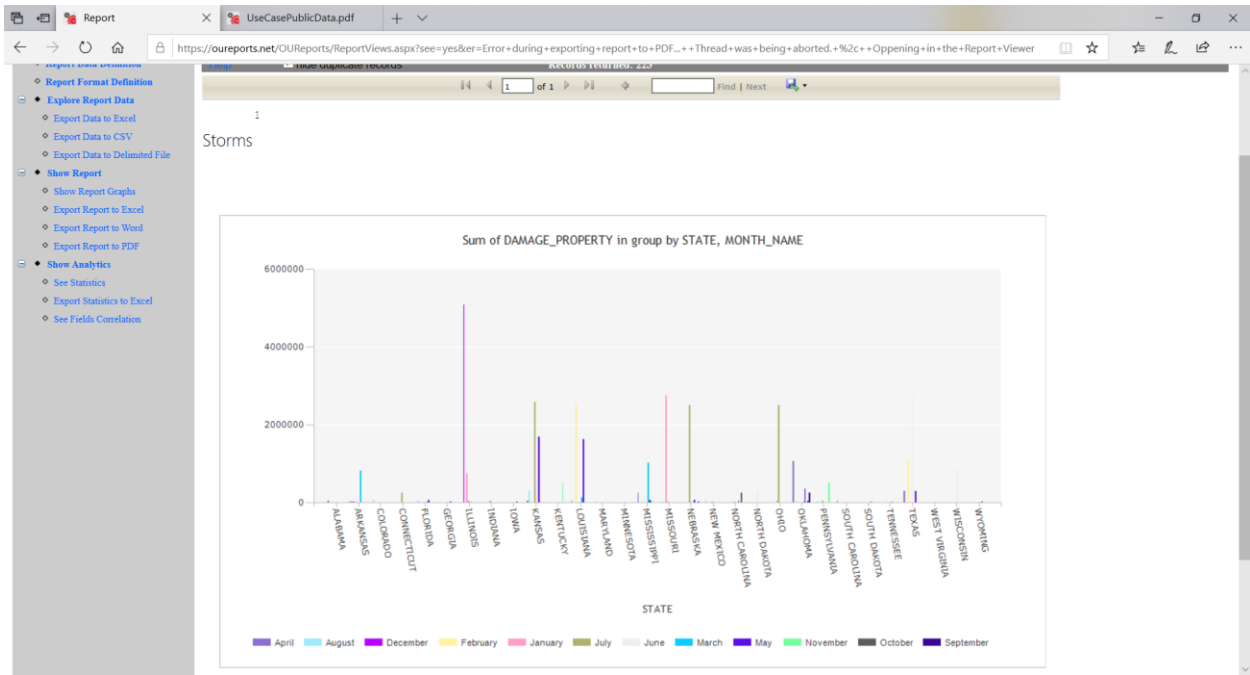 Report
UseCasePublicData.pdf
https://oureports.net/OUReports/ReportViews.aspx?see=yes&er=Error+during+exporting+report+to+PDF...++Thread+was+being+aborted.+%2c++Oppening+in+the+Report+Viewer
Report Data Definition
Report Format Definition
Explore Report Data
Export Data to Excel
Export Data to CSV
Export Data to Delimited File
Show Report
Show Report Graphs
Export Report to Excel
Export Report to Word
Export Report to PDF
Show Analytics
See Statistics
Export Statistics to Excel
See Fields Correlation
Help hide duplicate records Records returned: 225
1 of 1 Find | Next
1
Storms
Sum of DAMAGE_PROPERTY in group by STATE, MONTH_NAME
6000000
4000000
2000000
0
ALABAMA
ARKANSAS
COLORADO
CONNECTICUT
FLORIDA
GEORGIA
ILLINOIS
INDIANA
IOWA
KANSAS
KENTUCKY
LOUISIANA
MARYLAND
MINNESOTA
MISSISSIPPI
MISSOURI
NEBRASKA
NEW MEXICO
NORTH CAROLINA
NORTH DAKOTA
OHIO
OKLAHOMA
PENNSYLVANIA
SOUTH CAROLINA
SOUTH DAKOTA
TENNESSEE
TEXAS
WEST VIRGINIA
WISCONSIN
WYOMING
STATE
April August December February January July June March May November October September